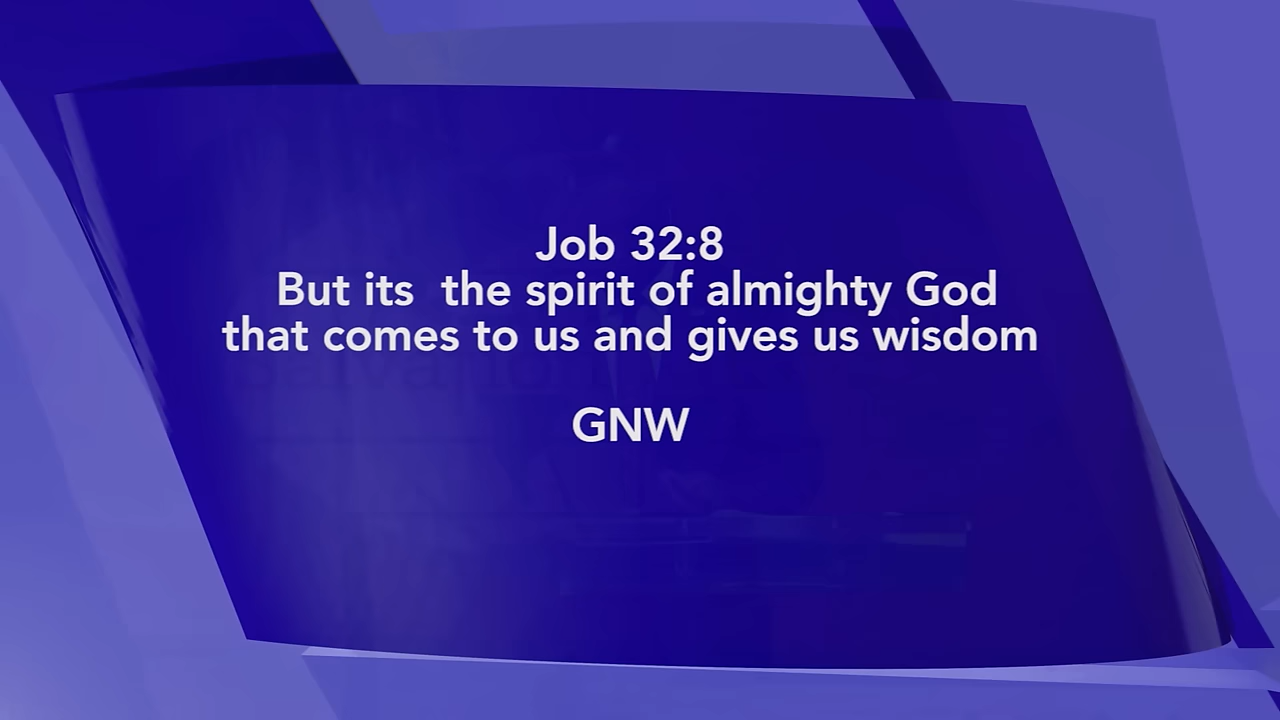 Job 32:8
But its  the spirit of almighty God
that comes to us and gives us wisdom
GNW